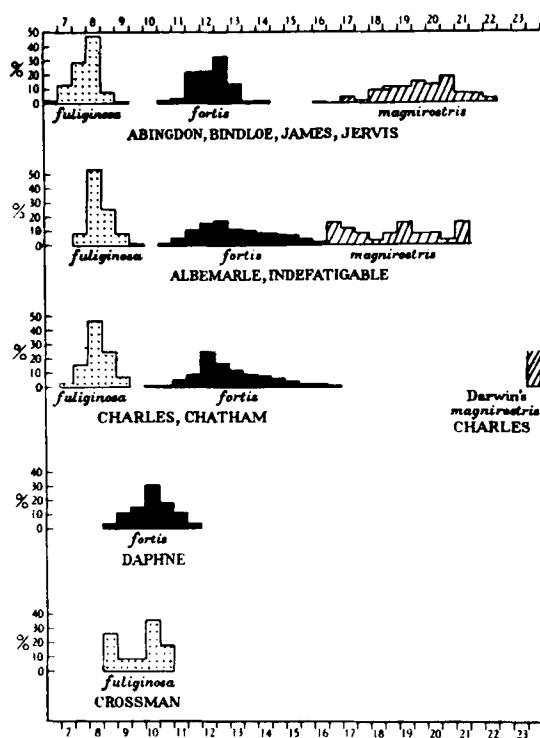 7 8 9 10 11 12 13 14 15 16 17 18 19 20 21 22 23
50
40
30
20
10
0
%
fuliginosa fortis magnirostris
ABINGDON, BINDLOE, JAMES, JERVIS
50
40
30
20
10
0
%
fuliginosa fortis magnirostris
ALBEMARLE, INDEFATIGABLE
50
40
30
20
10
0
%
fuliginosa fortis
CHARLES, CHATHAM
Darwin's
magnirostris
CHARLES
40
30
20
10
0
%
fortis
DAPHNE
40
30
20
10
0
%
fuliginosa
CROSSMAN
7 8 9 10 11 12 13 14 15 16 17 18 19 20 21 22 23